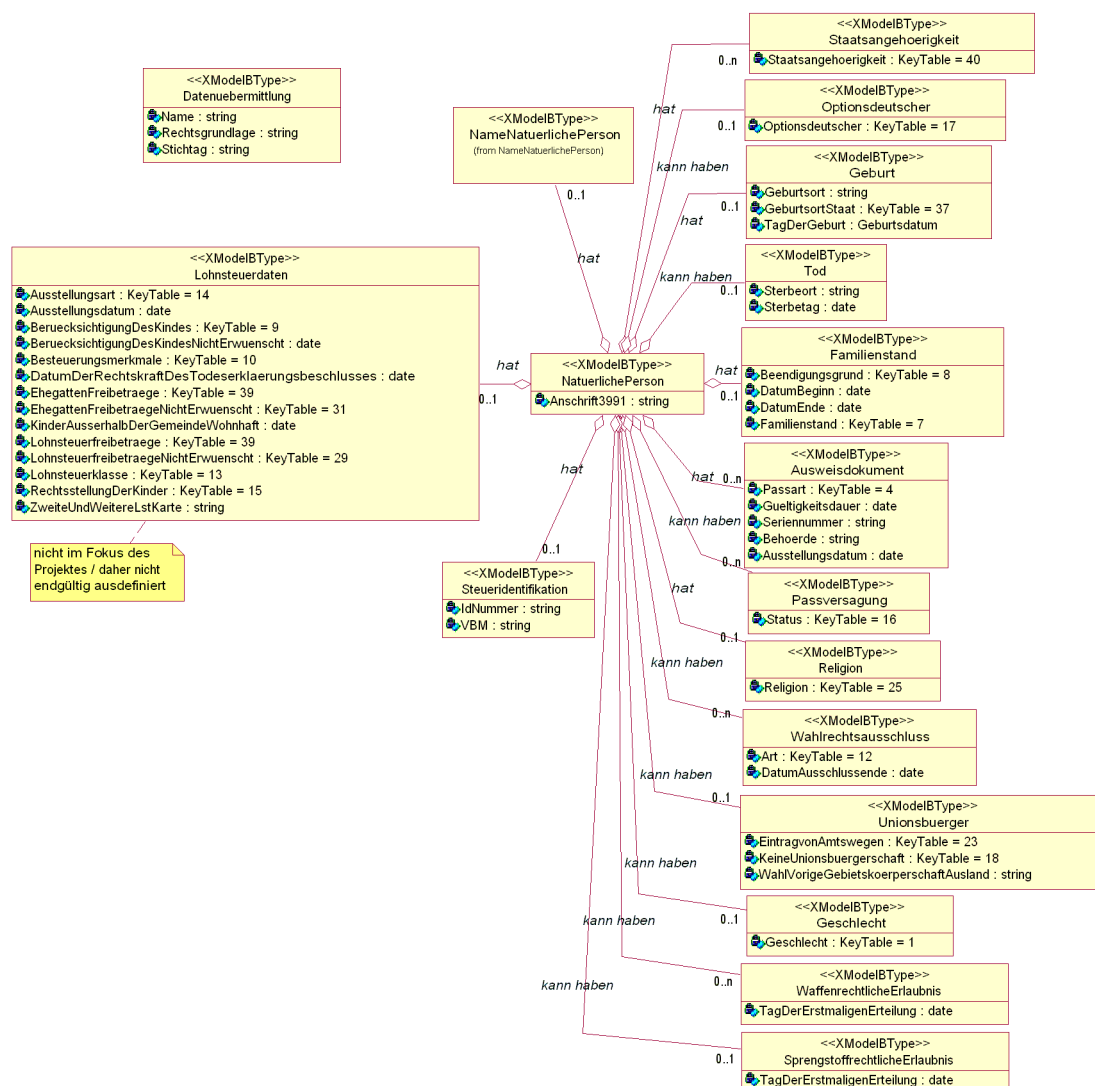 <<XModelBType>>
Datenuebermittlung
Name : string
Rechtsgrundlage : string
Stichtag : string
<<XModelBType>>
NameNatuerlichePerson
(from NameNatuerlichePerson)
0..1
hat
<<XModelBType>>
Lohnsteuerdaten
Ausstellungsart : KeyTable = 14
Ausstellungsdatum : date
BeruecksichtigungDesKindes : KeyTable = 9
BeruecksichtigungDesKindesNichtErwuenscht : date
Besteuerungsmerkmale : KeyTable = 10
DatumDerRechtskraftDesTodeserklaerungsbeschlusses : date
EhegattenFreibetraege : KeyTable = 39
EhegattenFreibetraegeNichtErwuenscht : KeyTable = 31
KinderAusserhalbDerGemeindeWohnhaft : date
Lohnsteuerfreibetraege : KeyTable = 39
LohnsteuerfreibetraegeNichtErwuenscht : KeyTable = 29
Lohnsteuerklasse : KeyTable = 13
RechtsstellungDerKinder : KeyTable = 15
ZweiteUndWeitereLstKarte : string
nicht im Fokus des
Projektes / daher nicht
endgültig ausdefiniert
hat
0..1
<<XModelBType>>
NatuerlichePerson
Anschrift3991 : string
hat
0..1
<<XModelBType>>
Steueridentifikation
IdNummer : string
VBM : string
<<XModelBType>>
Staatsangehoerigkeit
Staatsangehoerigkeit : KeyTable = 40
0..n
hat
<<XModelBType>>
Optionsdeutscher
Optionsdeutscher : KeyTable = 17
0..1
kann haben
<<XModelBType>>
Geburt
Geburtsort : string
GeburtsortStaat : KeyTable = 37
TagDerGeburt : Geburtsdatum
0..1
hat
<<XModelBType>>
Tod
Sterbeort : string
Sterbetag : date
kann haben
0..1
<<XModelBType>>
Familienstand
Beendigungsgrund : KeyTable = 8
DatumBeginn : date
DatumEnde : date
Familienstand : KeyTable = 7
hat
0..1
<<XModelBType>>
Ausweisdokument
Passart : KeyTable = 4
Gueltigkeitsdauer : date
Seriennummer : string
Behoerde : string
Ausstellungsdatum : date
hat
0..n
kann haben
0..n
<<XModelBType>>
Passversagung
Status : KeyTable = 16
hat
0..1
<<XModelBType>>
Religion
Religion : KeyTable = 25
kann haben
0..n
<<XModelBType>>
Wahlrechtsausschluss
Art : KeyTable = 12
DatumAusschlussende : date
kann haben
0..1
<<XModelBType>>
Unionsbuerger
EintragvonAmtswegen : KeyTable = 23
KeineUnionsbuergerschaft : KeyTable = 18
WahlVorigeGebietskoerperschaftAusland : string
kann haben
0..1
<<XModelBType>>
Geschlecht
Geschlecht : KeyTable = 1
kann haben
0..n
<<XModelBType>>
WaffenrechtlicheErlaubnis
TagDerErstmaligenErteilung : date
kann haben
0..1
<<XModelBType>>
SprengstoffrechtlicheErlaubnis
TagDerErstmaligenErteilung : date